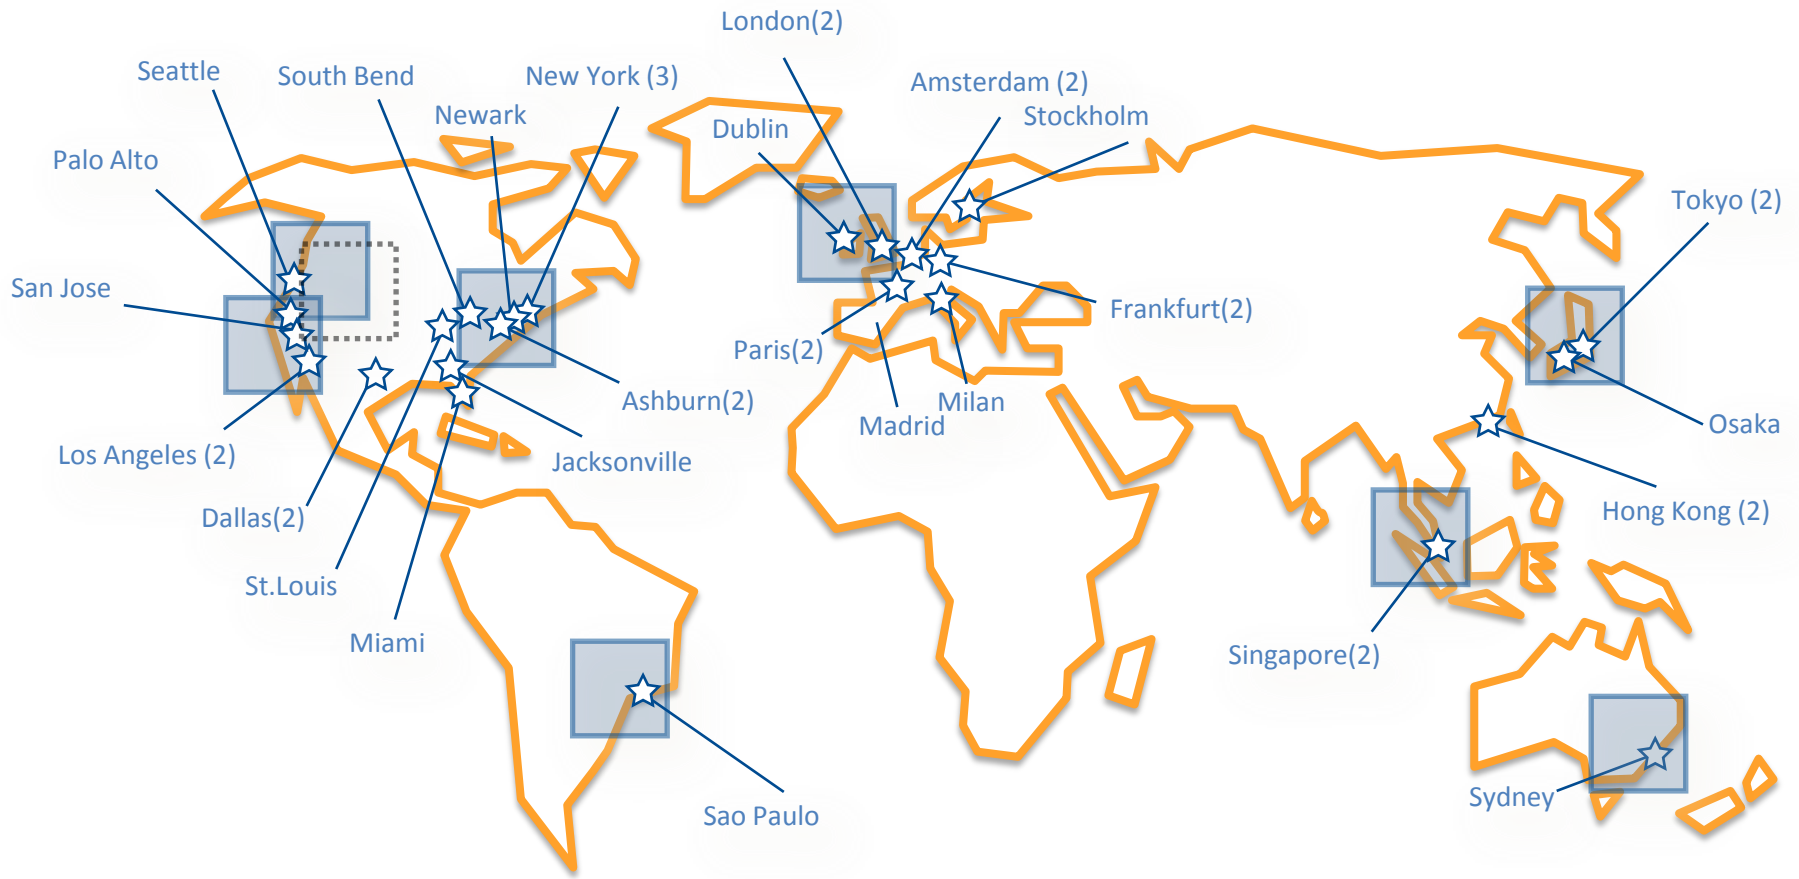 London(2)
Seattle
South Bend
New York (3)
Amsterdam (2)
Newark
Dublin
Stockholm
Palo Alto
Tokyo (2)
San Jose
Frankfurt(2)
Paris(2)
Ashburn(2)
Milan
Madrid
Osaka
Los Angeles (2)
Jacksonville
Dallas(2)
Hong Kong (2)
St.Louis
Miami
Singapore(2)
Sydney
Sao Paulo